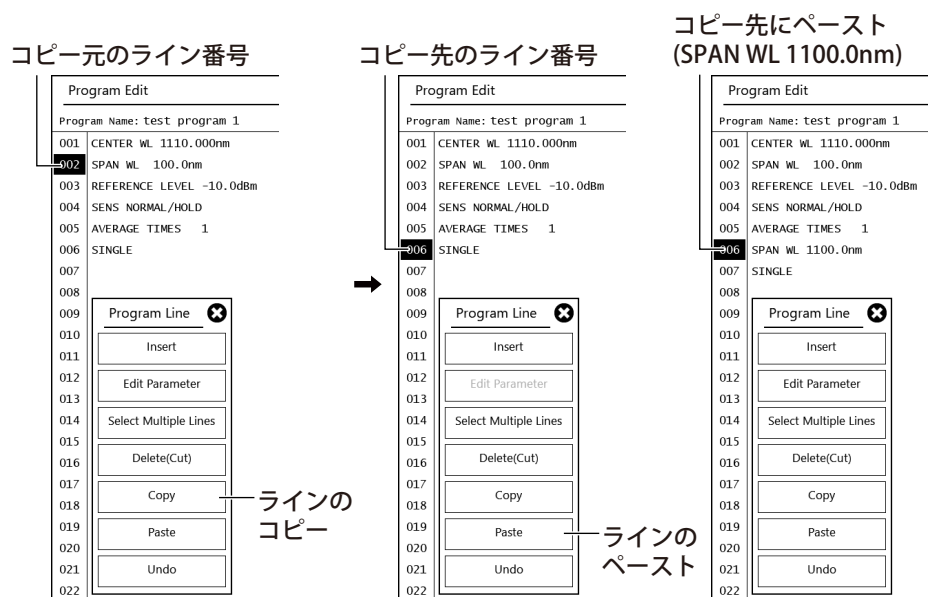 コピー元のライン番号
Program Edit
Program Name: test program 1
001 CENTER WL 1110.000nm
002 SPAN WL 100.0nm
003 REFERENCE LEVEL -10.0dBm
004 SENS NORMAL/HOLD
005 AVERAGE TIMES 1
006 SINGLE
007
008
009
010
011
012
013
014
015
016
017
018
019
020
021
022
Program Line
Insert
Edit Parameter
Select Multiple Lines
Delete(Cut)
Copy
Paste
Undo
ラインの
コピー
コピー先のライン番号
Program Edit
Program Name: test program 1
001 CENTER WL 1110.000nm
002 SPAN WL 100.0nm
003 REFERENCE LEVEL -10.0dBm
004 SENS NORMAL/HOLD
005 AVERAGE TIMES 1
006 SINGLE
007
008
009
010
011
012
013
014
015
016
017
018
019
020
021
022
Program Line
Insert
Edit Parameter
Select Multiple Lines
Delete(Cut)
Copy
Paste
Undo
ラインの
ペースト
コピー先にペースト
(SPAN WL 1100.0nm)
Program Edit
Program Name: test program 1
001 CENTER WL 1110.000nm
002 SPAN WL 100.0nm
003 REFERENCE LEVEL -10.0dBm
004 SENS NORMAL/HOLD
005 AVERAGE TIMES 1
006 SPAN WL 1100.0nm
007 SINGLE
008
009
010
011
012
013
014
015
016
017
018
019
020
021
022
Program Line
Insert
Edit Parameter
Select Multiple Lines
Delete(Cut)
Copy
Paste
Undo